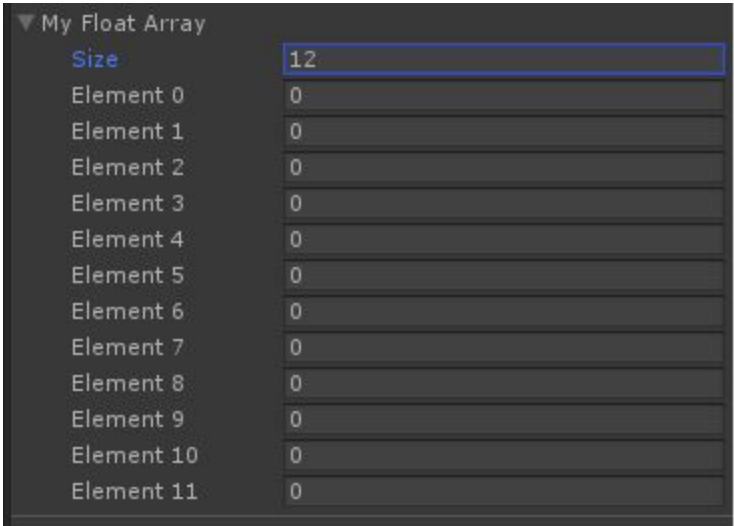 My Float Array
Size 12
Element 0 0
Element 1 0
Element 2 0
Element 3 0
Element 4 0
Element 5 0
Element 6 0
Element 7 0
Element 8 0
Element 9 0
Element 10 0
Element 11 0